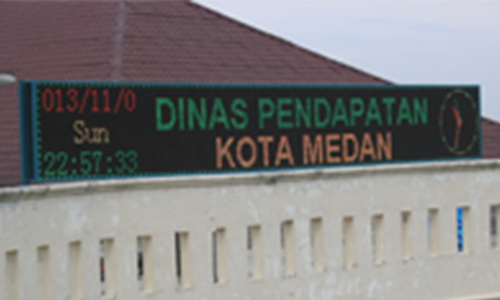 013/11/0
Sun
22:57:33
DINAS PENDAPATAN
KOTA MEDAN